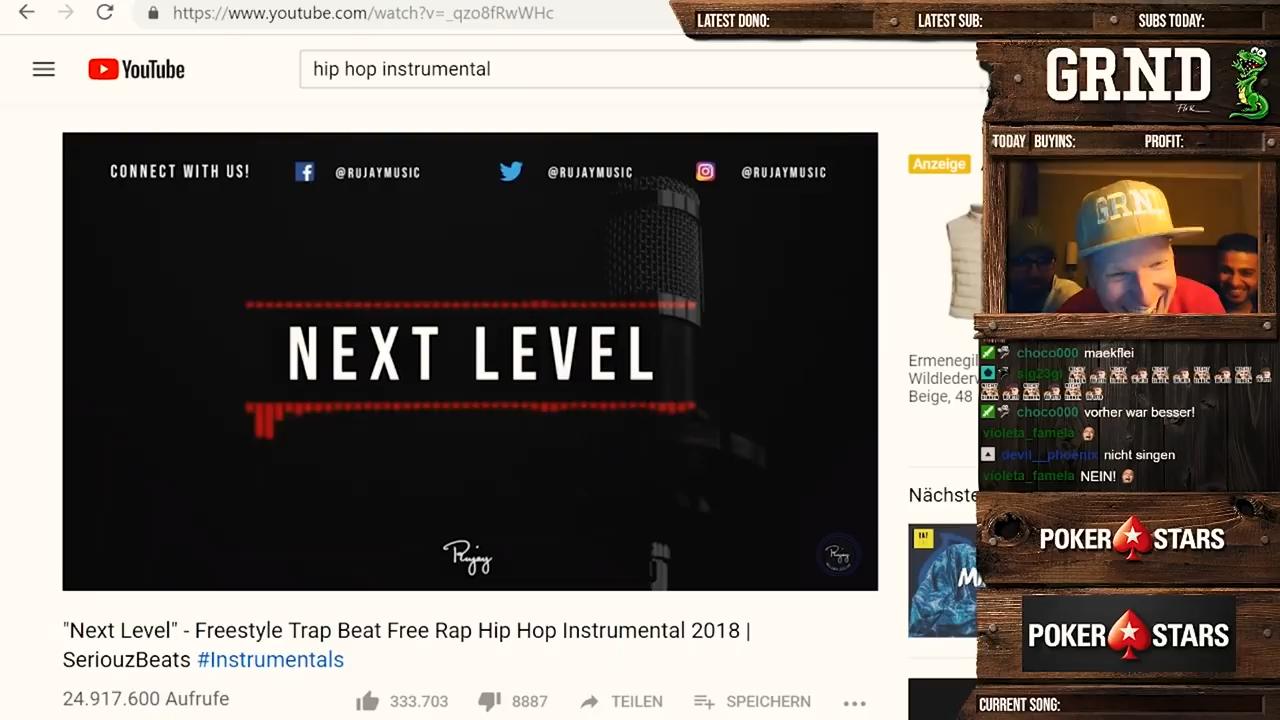 https://www.youtube.com/watch?v=_qzo8fRwWHc
LATEST DONO:
LATEST SUB:
SUBS TODAY:
YouTube
hip hop instrumental
GRND
TODAY BUYINS:
PROFIT:
CONNECT WITH US!
@RUJAYMUSIC
@RUJAYMUSIC
@RUJAYMUSIC
Anzeige
GRND
NEXT LEVEL
Rujay
Ermenegil
Wildlederv
Beige, 48
choco000 maekflei
choco000 vorher war besser!
violeta_famela
devil__phoenix nicht singen
violeta_famela NEIN!
Nächste
POKER STARS
POKER STARS
"Next Level" - Freestyle Trap Beat Free Rap Hip Hop Instrumental 2018 |
SeriouzBeats #Instrumentals
24.917.600 Aufrufe
333.703
8887
TEILEN
SPEICHERN
CURRENT SONG: